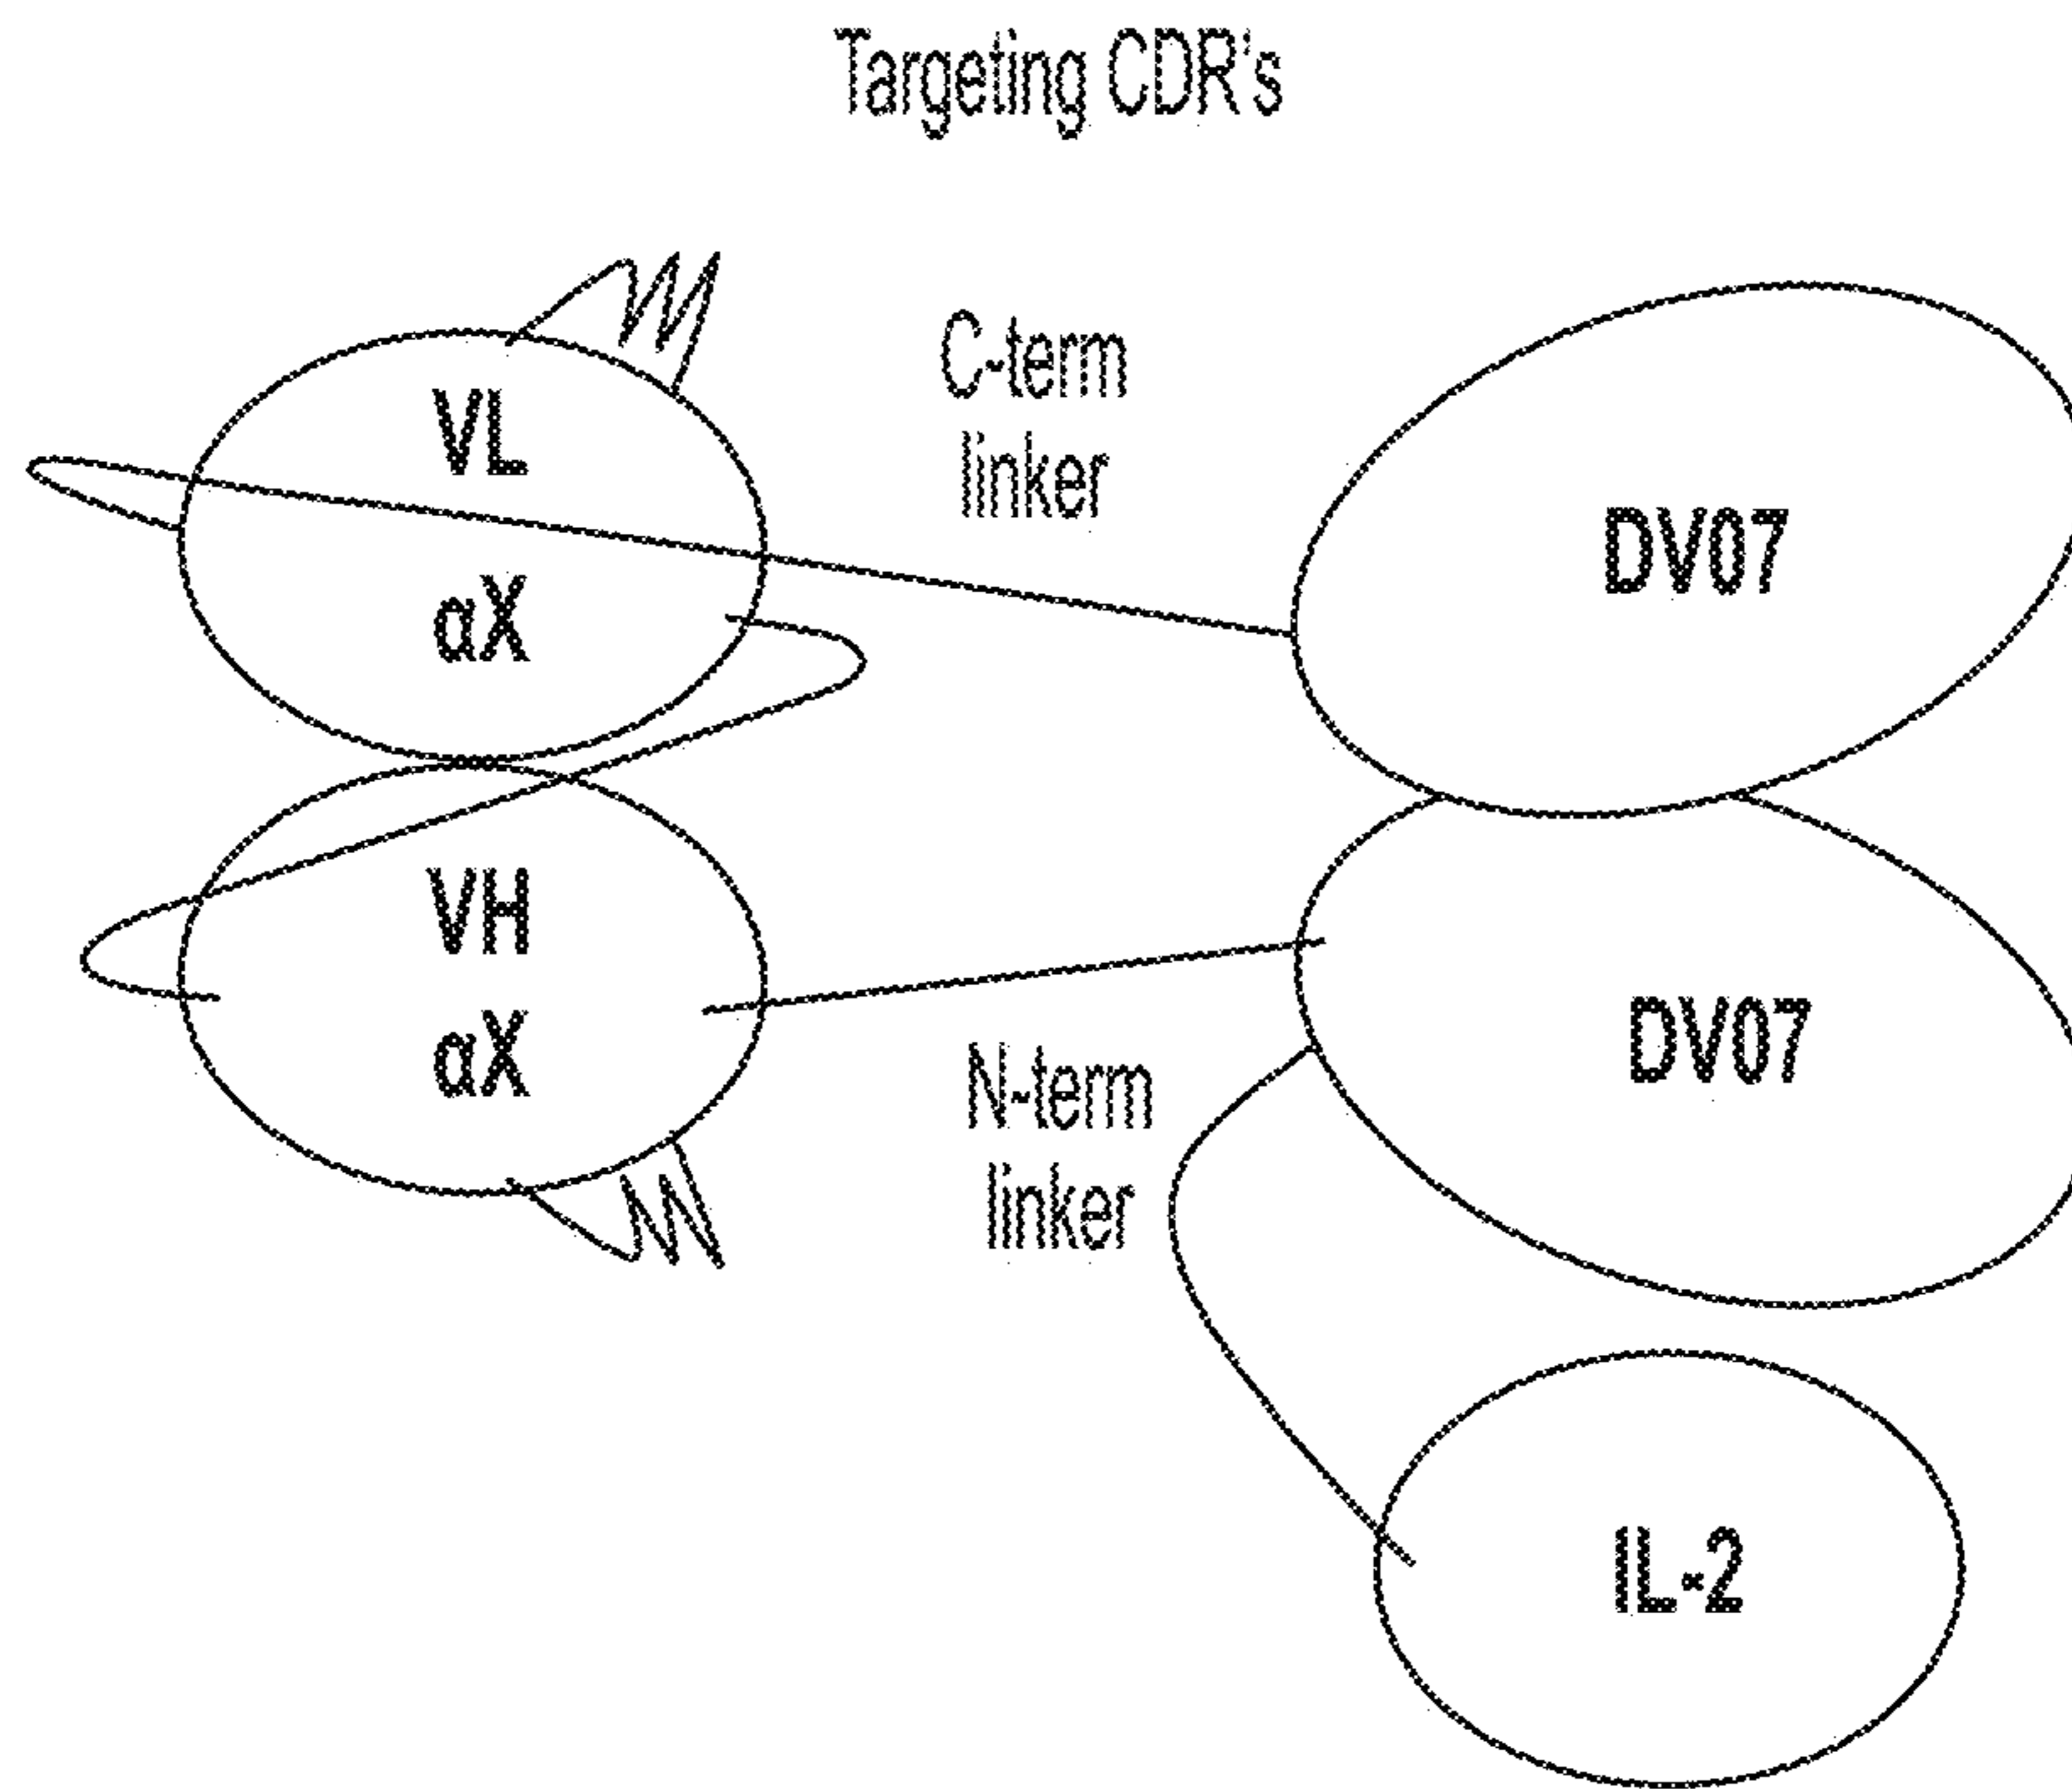 Targeting CDR's
VL
αX
C-term
linker
DV07
VH
αX
N-term
linker
DV07
IL-2